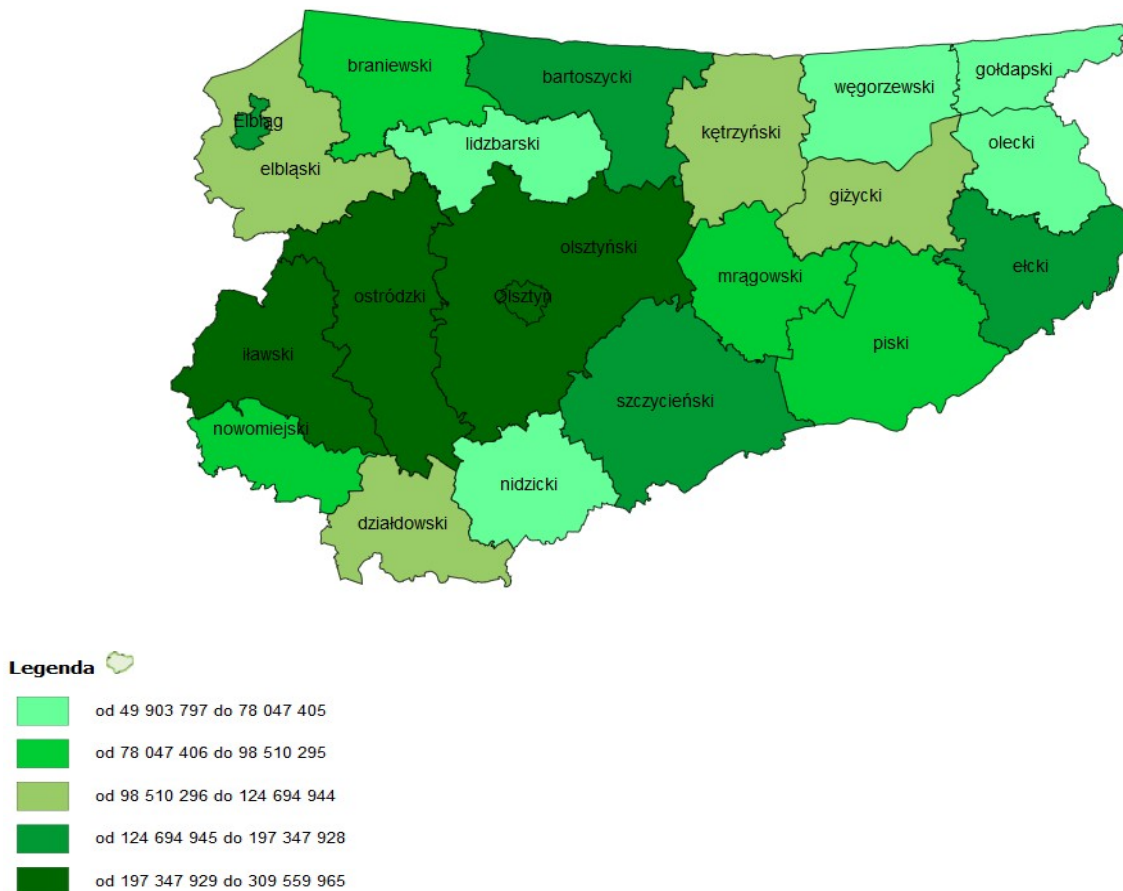 braniewski
bartoszycki
gołdapski
węgorzewski
Elbląg
kętrzyński
lidzbarski
olecki
elbląski
giżycki
olsztyński
ełcki
mrągowski
ostródzki
Olsztyn
piski
iławski
szczycieński
nowomiejski
nidzicki
działdowski
Legenda
od 49 903 797 do 78 047 405
od 78 047 406 do 98 510 295
od 98 510 296 do 124 694 944
od 124 694 945 do 197 347 928
od 197 347 929 do 309 559 965